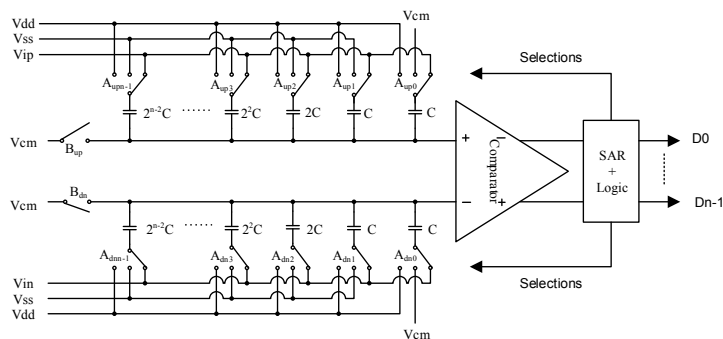 Vdd
Vcm
Vss
Vip
Selections
A_upn-1 A_up3 A_up2 A_up1 A_up0
2^n-2C ...... 2^2C 2C C C
Vcm
B_up
+
− Comparator
−
+
SAR
+
Logic
D0
Dn-1
Vcm
B_dn
2^n-2C ...... 2^2C 2C C C
A_dnn-1 A_dn3 A_dn2 A_dn1 A_dn0
Vin
Vss
Vdd
Selections
Vcm